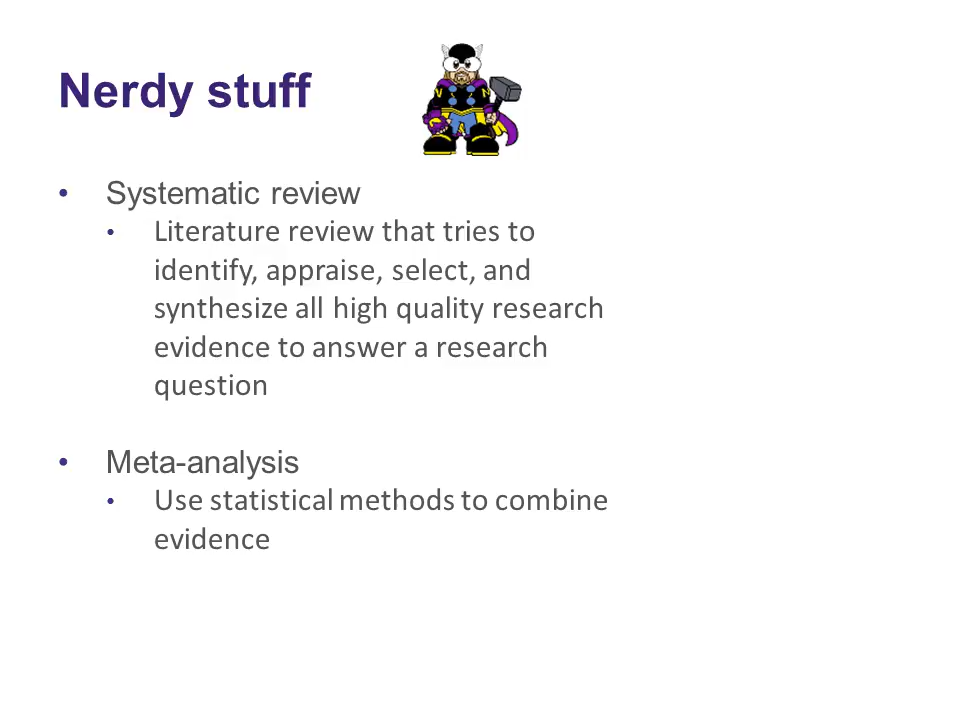 Nerdy stuff
• Systematic review
• Literature review that tries to
identify, appraise, select, and
synthesize all high quality research
evidence to answer a research
question
• Meta-analysis
• Use statistical methods to combine
evidence